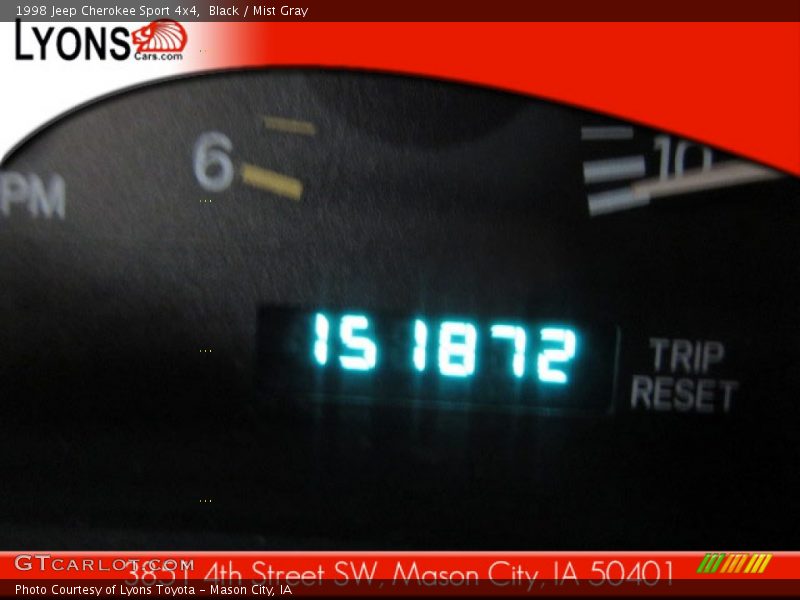 1998 Jeep Cherokee Sport 4x4, Black / Mist Gray
LYONS
Cars.com
6
10
PM
151872
TRIP
RESET
GTCARLOT.COM
3851 4th Street SW, Mason City, IA 50401
Photo Courtesy of Lyons Toyota - Mason City, IA